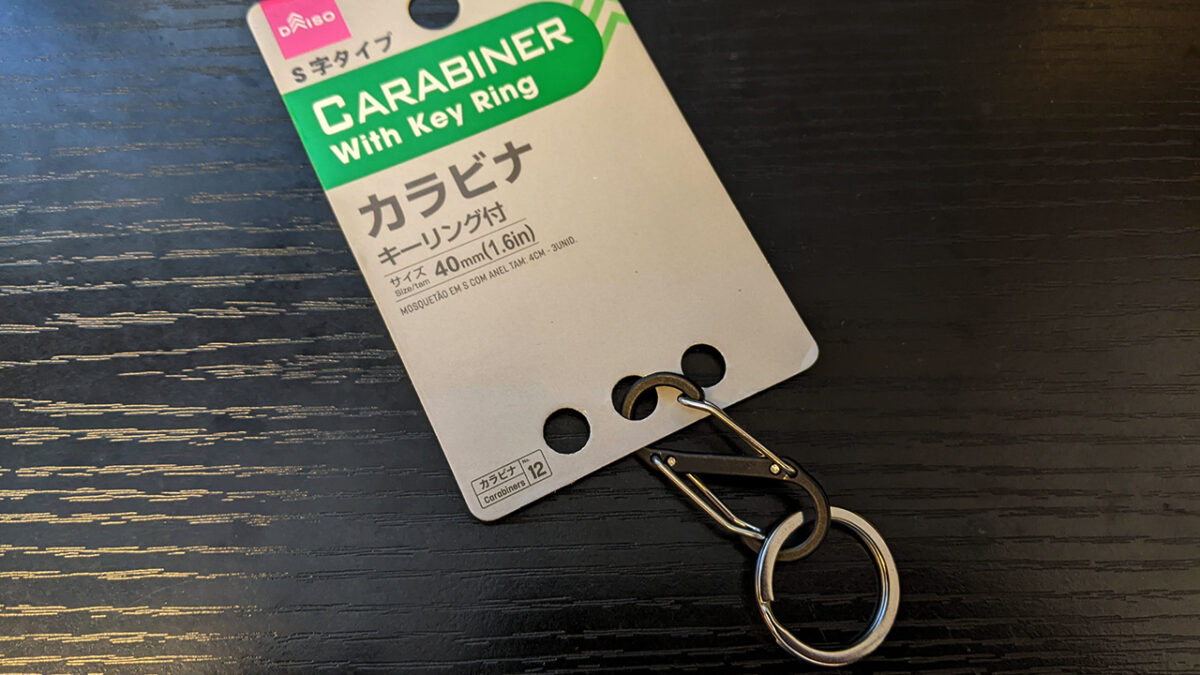 DAISO
S字タイプ
CARABINER
With Key Ring
カラビナ
キーリング付
サイズ
Size/tam
40mm(1.6in)
MOSQUETÃO EM S COM ANEL TAM: 4CM - 3UNID.
カラビナ
Carabiners
No.
12